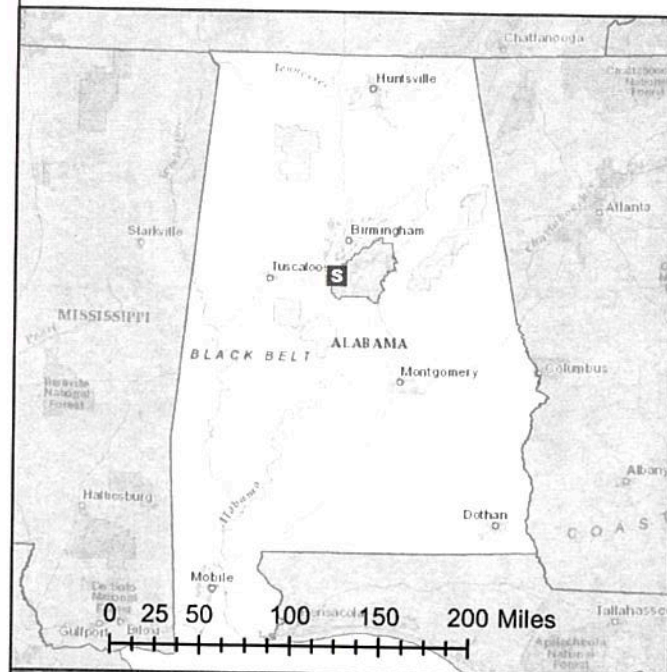 Chattanooga
Tennessee
Huntsville
Atlanta
Birmingham
Starkville
Tuscaloos
S
MISSISSIPPI
ALABAMA
BLACK BELT
Montgomery
Columbus
Hattiesburg
Albany
Alabama
Dothan
COAST
Mobile
Gulfport
Tallahassee
0 25 50 100 150 200 Miles